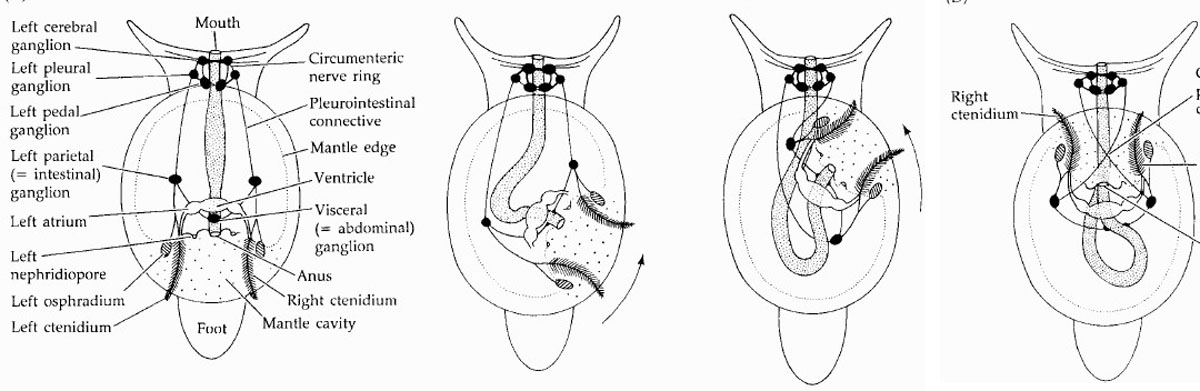 Left cerebral
ganglion
Left pleural
ganglion
Left pedal
ganglion
Left parietal
(= intestinal)
ganglion
Left atrium
Left
nephridiopore
Left osphradium
Left ctenidium
Mouth
Circumenteric
nerve ring
Pleurointestinal
connective
Mantle edge
Ventricle
Visceral
(= abdominal)
ganglion
Anus
Right ctenidium
Mantle cavity
Foot
Right
ctenidium